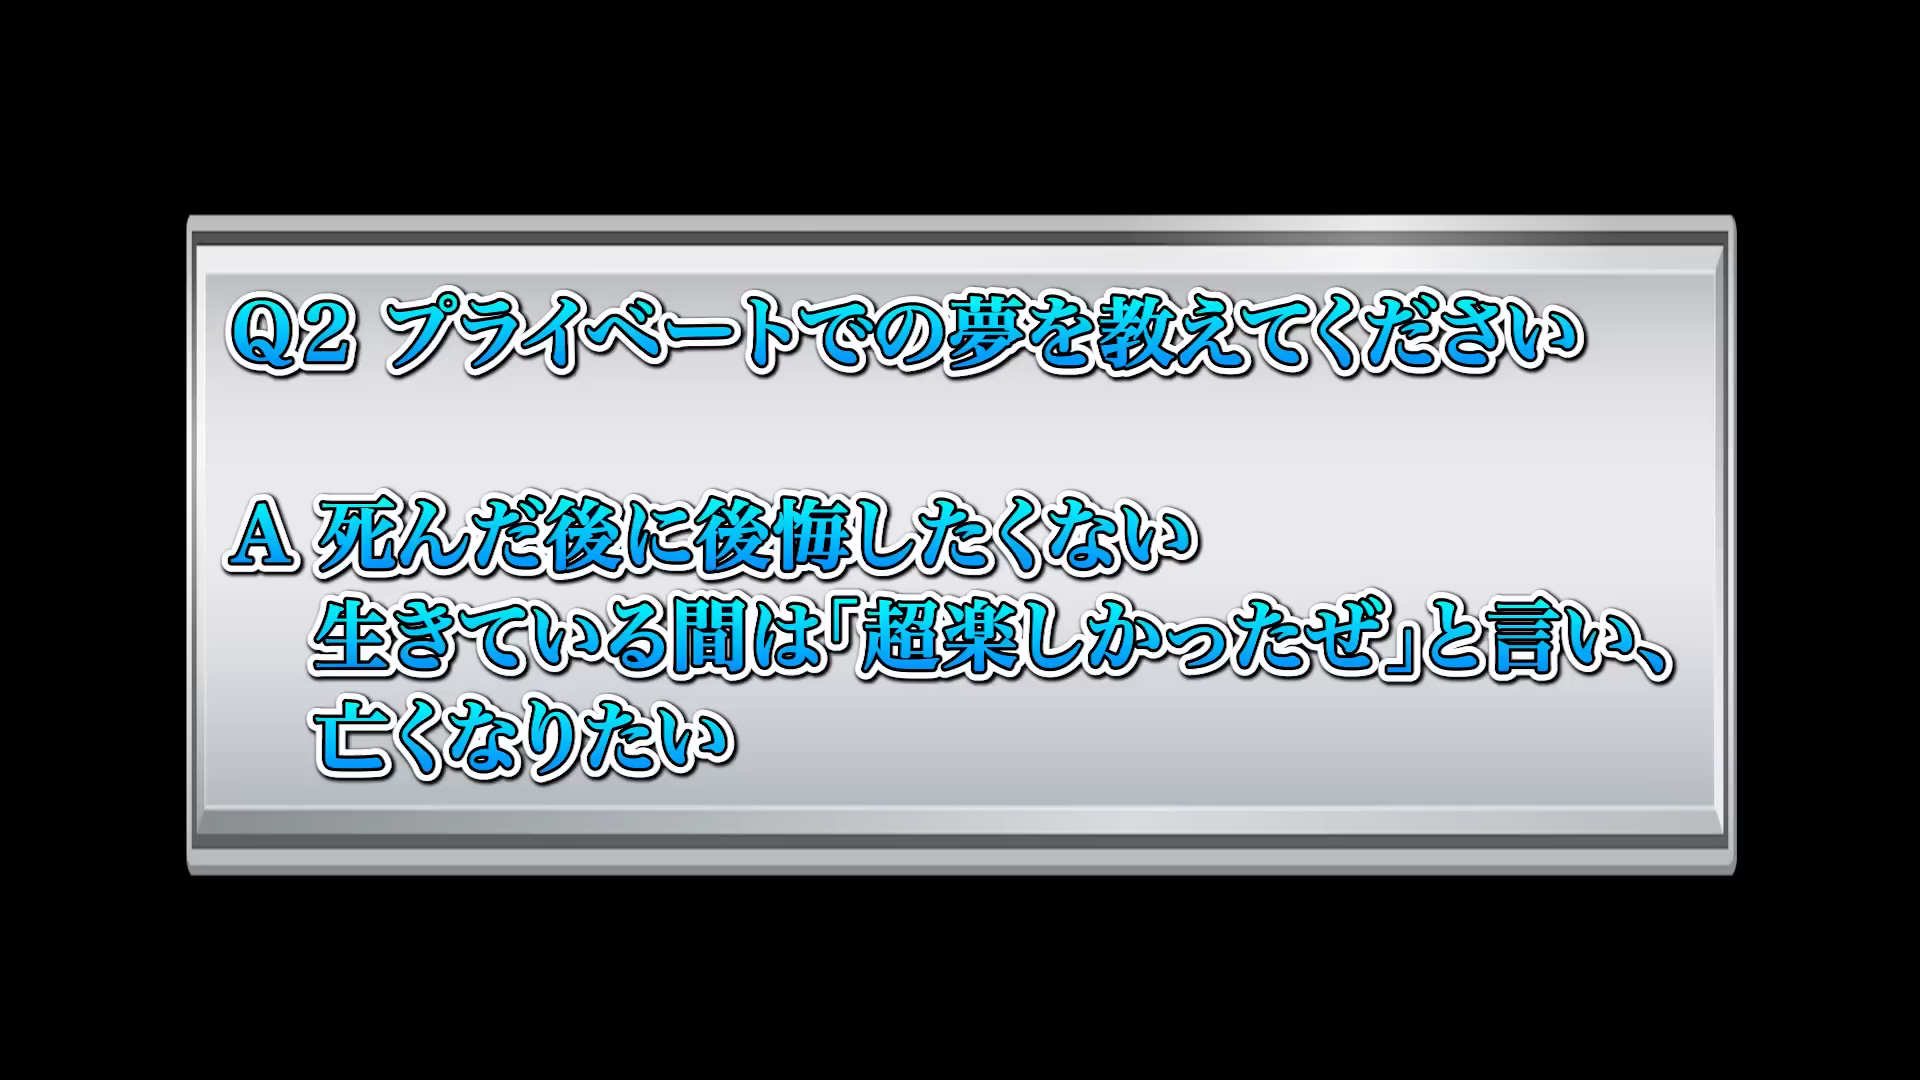 Q2 プライベートでの夢を教えてください
A 死んだ後に後悔したくない
生きている間は「超楽しかったぜ」と言い、
亡くなりたい